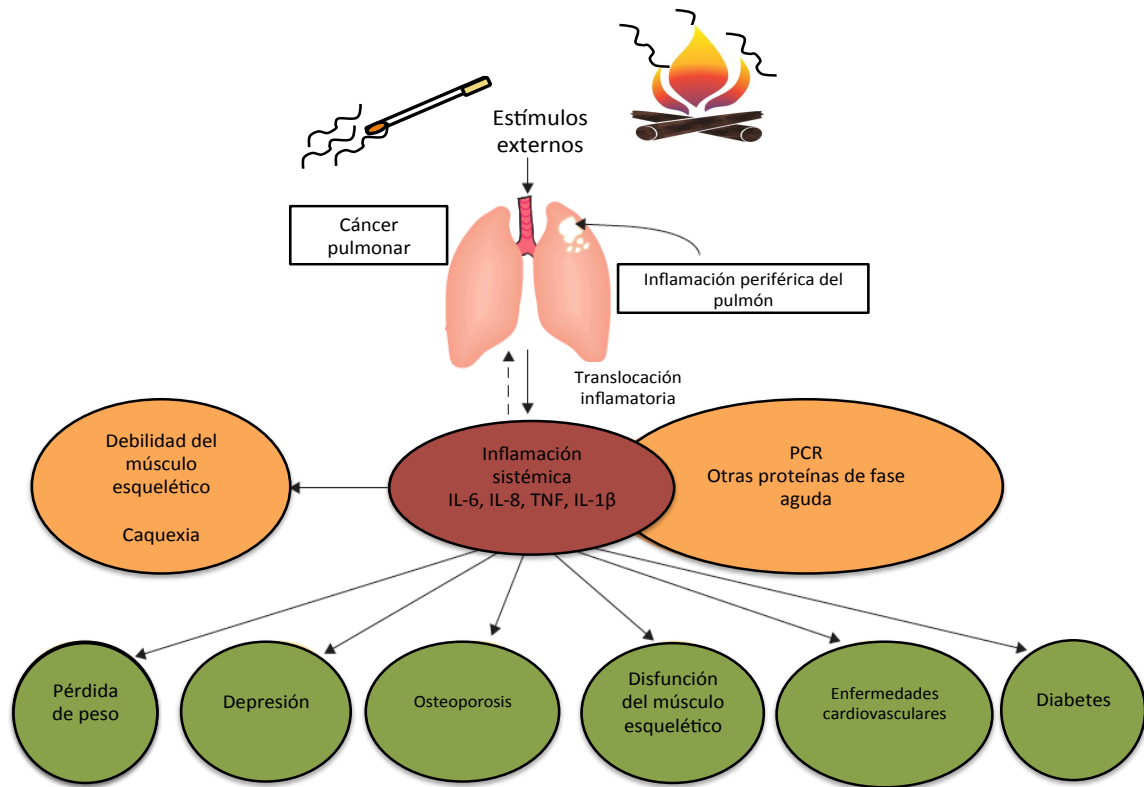 Estímulos
externos
Cáncer
pulmonar
Inflamación periférica del
pulmón
Translocación
inflamatoria
Debilidad del
músculo
esquelético
Caquexia
Inflamación
sistémica
IL-6, IL-8, TNF, IL-1β
PCR
Otras proteínas de fase
aguda
Pérdida
de peso
Depresión
Osteoporosis
Disfunción
del músculo
esquelético
Enfermedades
cardiovasculares
Diabetes